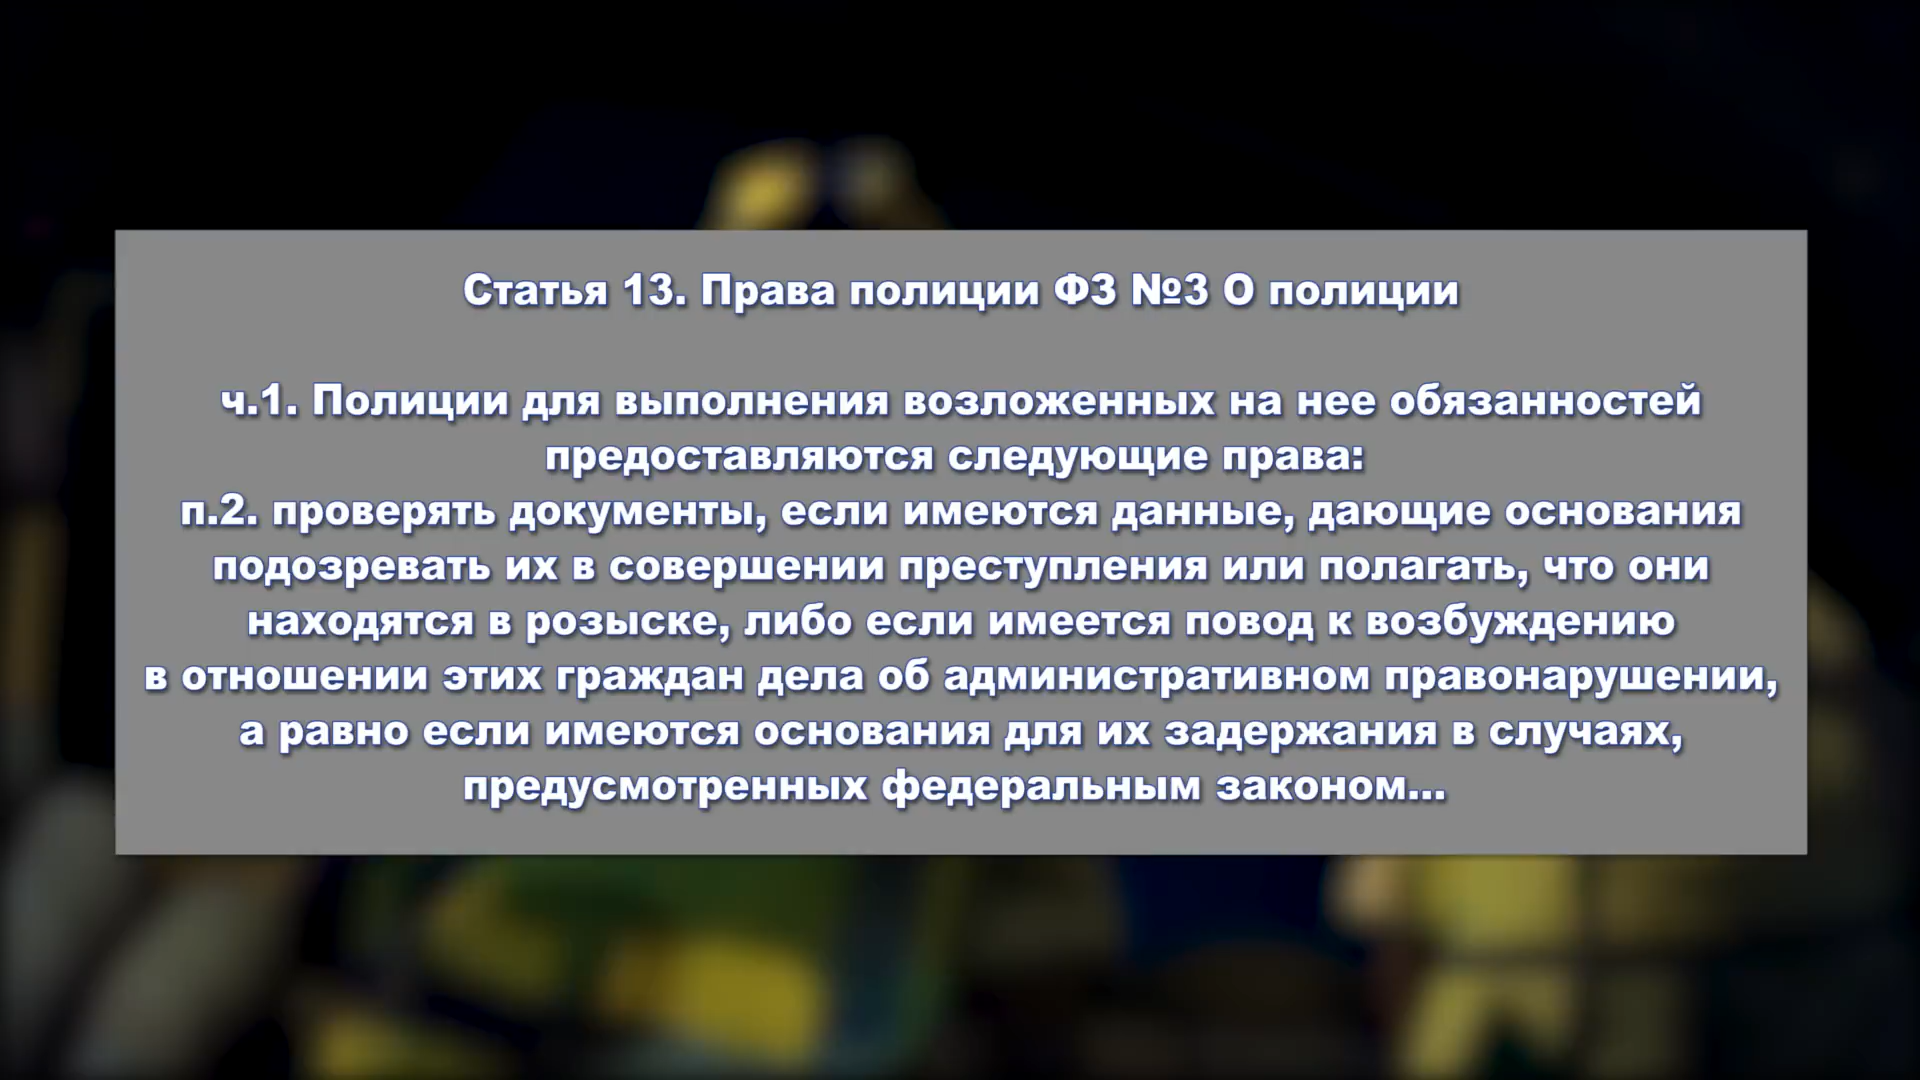 Статья 13. Права полиции ФЗ №3 О полиции
ч.1. Полиции для выполнения возложенных на нее обязанностей
предоставляются следующие права:
п.2. проверять документы, если имеются данные, дающие основания
подозревать их в совершении преступления или полагать, что они
находятся в розыске, либо если имеется повод к возбуждению
в отношении этих граждан дела об административном правонарушении,
а равно если имеются основания для их задержания в случаях,
предусмотренных федеральным законом...